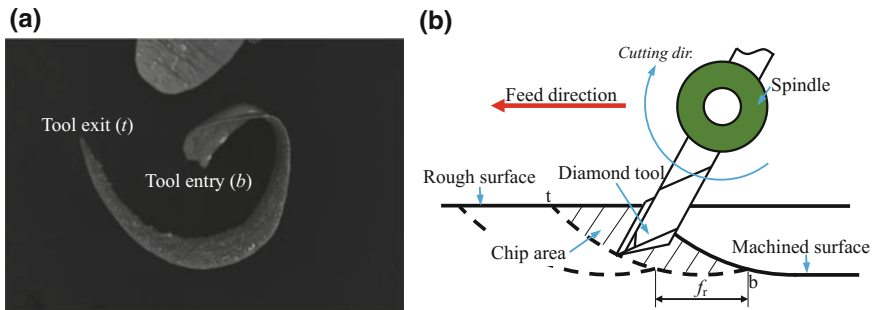 (a)
Tool exit (t)
Tool entry (b)
(b)
Cutting dir.
Spindle
Feed direction
Diamond tool
Rough surface
t
Chip area
Machined surface
b
fr